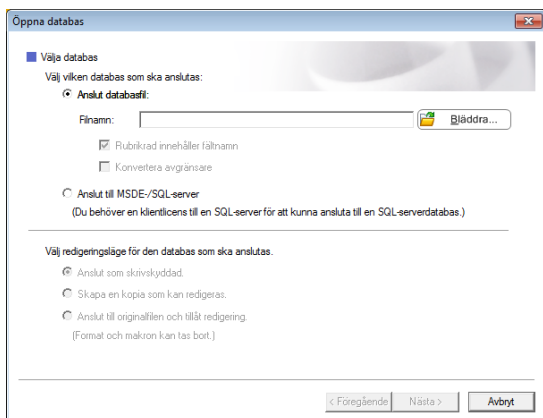 Öppna databas
Välja databas
Välj vilken databas som ska anslutas:
Anslut databasfil:
Filnamn:
Bläddra...
Rubrikrad innehåller fältnamn
Konvertera avgränsare
Anslut till MSDE-/SQL-server
(Du behöver en klientlicens till en SQL-server för att kunna ansluta till en SQL-serverdatabas.)
Välj redigeringsläge för den databas som ska anslutas.
Anslut som skrivskyddad.
Skapa en kopia som kan redigeras.
Anslut till originalfilen och tillåt redigering.
(Format och makron kan tas bort.)
< Föregående Nästa > Avbryt